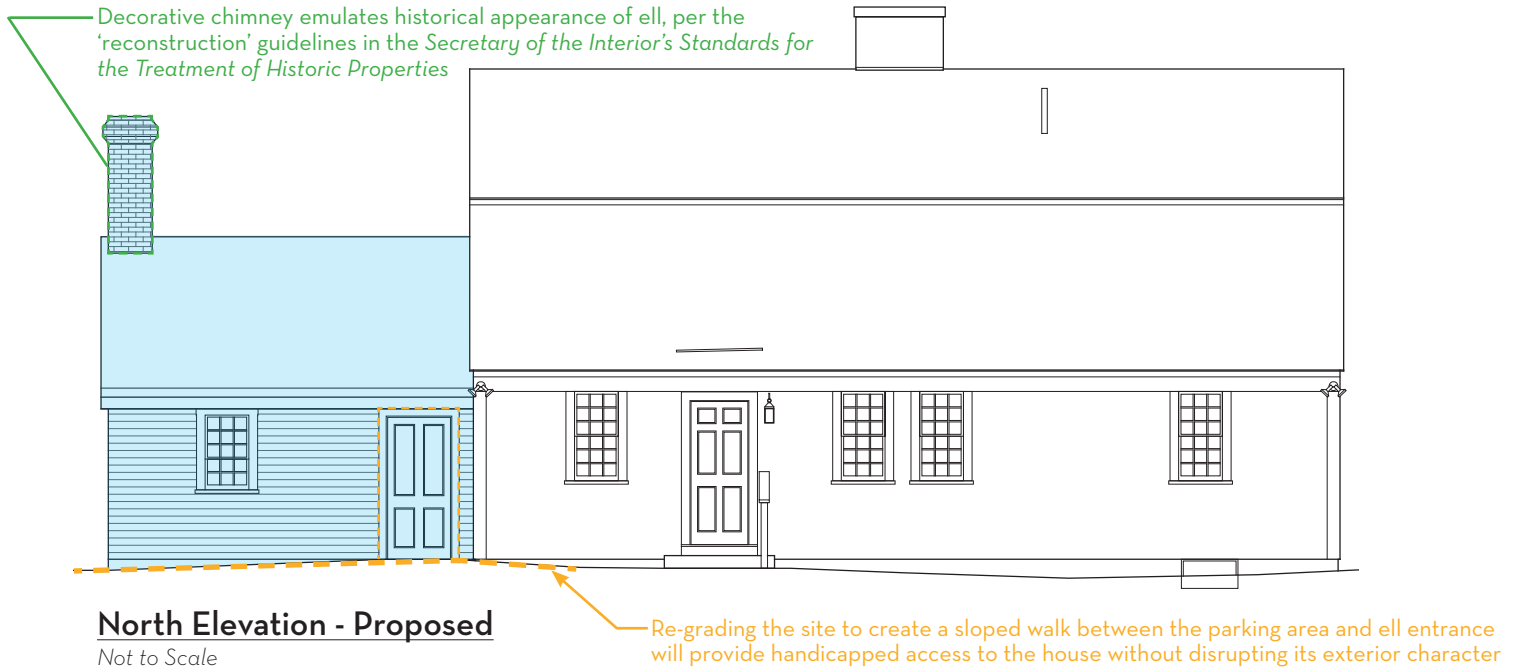 Decorative chimney emulates historical appearance of ell, per the
‘reconstruction’ guidelines in the Secretary of the Interior’s Standards for
the Treatment of Historic Properties
North Elevation - Proposed
Not to Scale
Re-grading the site to create a sloped walk between the parking area and ell entrance
will provide handicapped access to the house without disrupting its exterior character